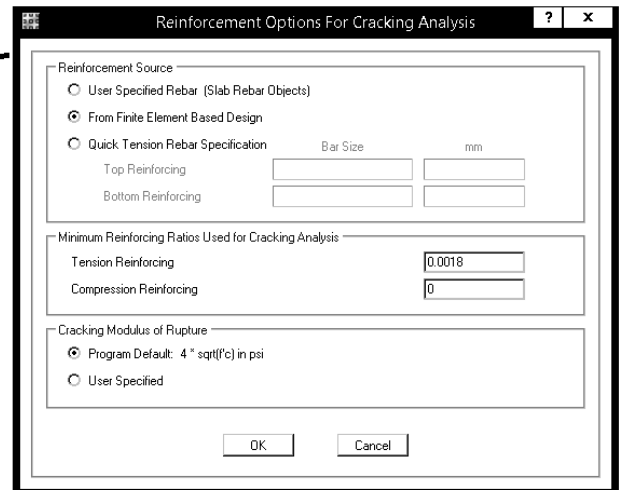 Reinforcement Options For Cracking Analysis ? x
Reinforcement Source
User Specified Rebar (Slab Rebar Objects)
From Finite Element Based Design
Quick Tension Rebar Specification Bar Size mm
Top Reinforcing
Bottom Reinforcing
Minimum Reinforcing Ratios Used for Cracking Analysis
Tension Reinforcing 0.0018
Compression Reinforcing 0
Cracking Modulus of Rupture
Program Default: 4 * sqrt(f'c) in psi
User Specified
OK Cancel